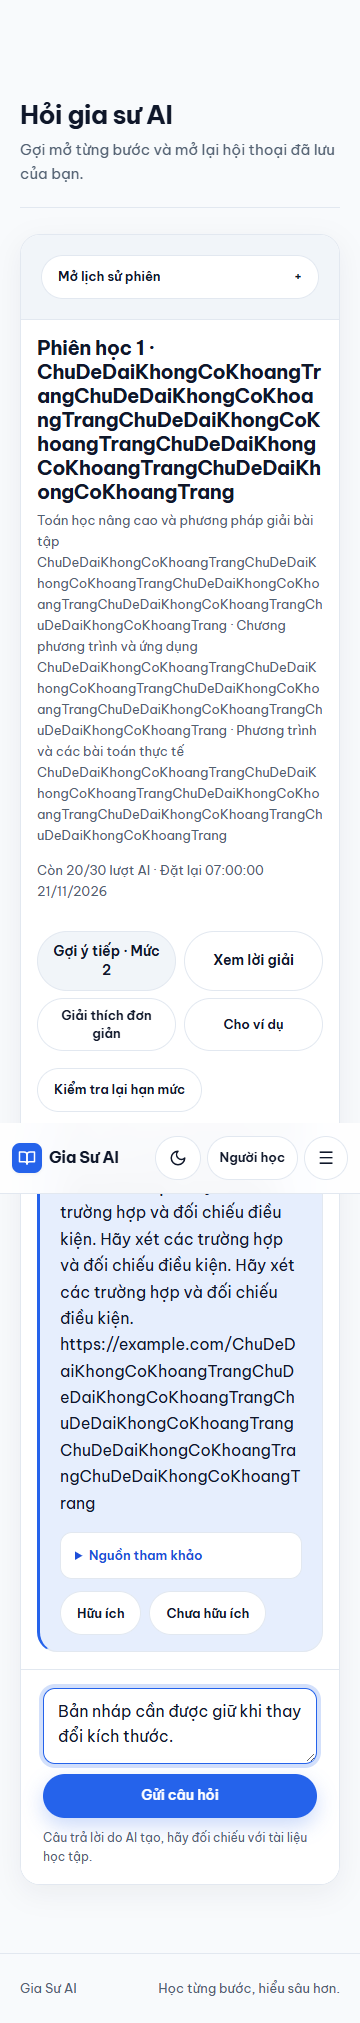 Hỏi gia sư AI
Gợi mở từng bước và mở lại hội thoại đã lưu
của bạn.
Mở lịch sử phiên +
Phiên học 1 ·
ChuDeDaiKhongCoKhoangTr
angChuDeDaiKhongCoKhoa
ngTrangChuDeDaiKhongCoK
hoangTrangChuDeDaiKhong
CoKhoangTrangChuDeDaiKh
ongCoKhoangTrang
Toán học nâng cao và phương pháp giải bài
tập
ChuDeDaiKhongCoKhoangTrangChuDeDaiK
hongCoKhoangTrangChuDeDaiKhongCoKho
angTrangChuDeDaiKhongCoKhoangTrangCh
uDeDaiKhongCoKhoangTrang · Chương
phương trình và ứng dụng
ChuDeDaiKhongCoKhoangTrangChuDeDaiK
hongCoKhoangTrangChuDeDaiKhongCoKho
angTrangChuDeDaiKhongCoKhoangTrangCh
uDeDaiKhongCoKhoangTrang · Phương trình
và các bài toán thực tế
ChuDeDaiKhongCoKhoangTrangChuDeDaiK
hongCoKhoangTrangChuDeDaiKhongCoKho
angTrangChuDeDaiKhongCoKhoangTrangCh
uDeDaiKhongCoKhoangTrang
Còn 20/30 lượt AI · Đặt lại 07:00:00
21/11/2026
Gợi ý tiếp · Mức
2
Xem lời giải
Giải thích đơn
giản
Cho ví dụ
Kiểm tra lại hạn mức
Gia Sư AI
Người học
trường hợp và đối chiếu điều
kiện. Hãy xét các trường hợp
và đối chiếu điều kiện. Hãy xét
các trường hợp và đối chiếu
điều kiện.
https://example.com/ChuDeD
aiKhongCoKhoangTrangChuD
eDaiKhongCoKhoangTrangCh
uDeDaiKhongCoKhoangTrang
ChuDeDaiKhongCoKhoangTra
ngChuDeDaiKhongCoKhoangT
rang
Nguồn tham khảo
Hữu ích
Chưa hữu ích
Bản nháp cần được giữ khi thay
đổi kích thước.
Gửi câu hỏi
Câu trả lời do AI tạo, hãy đối chiếu với tài liệu
học tập.
Gia Sư AI
Học từng bước, hiểu sâu hơn.